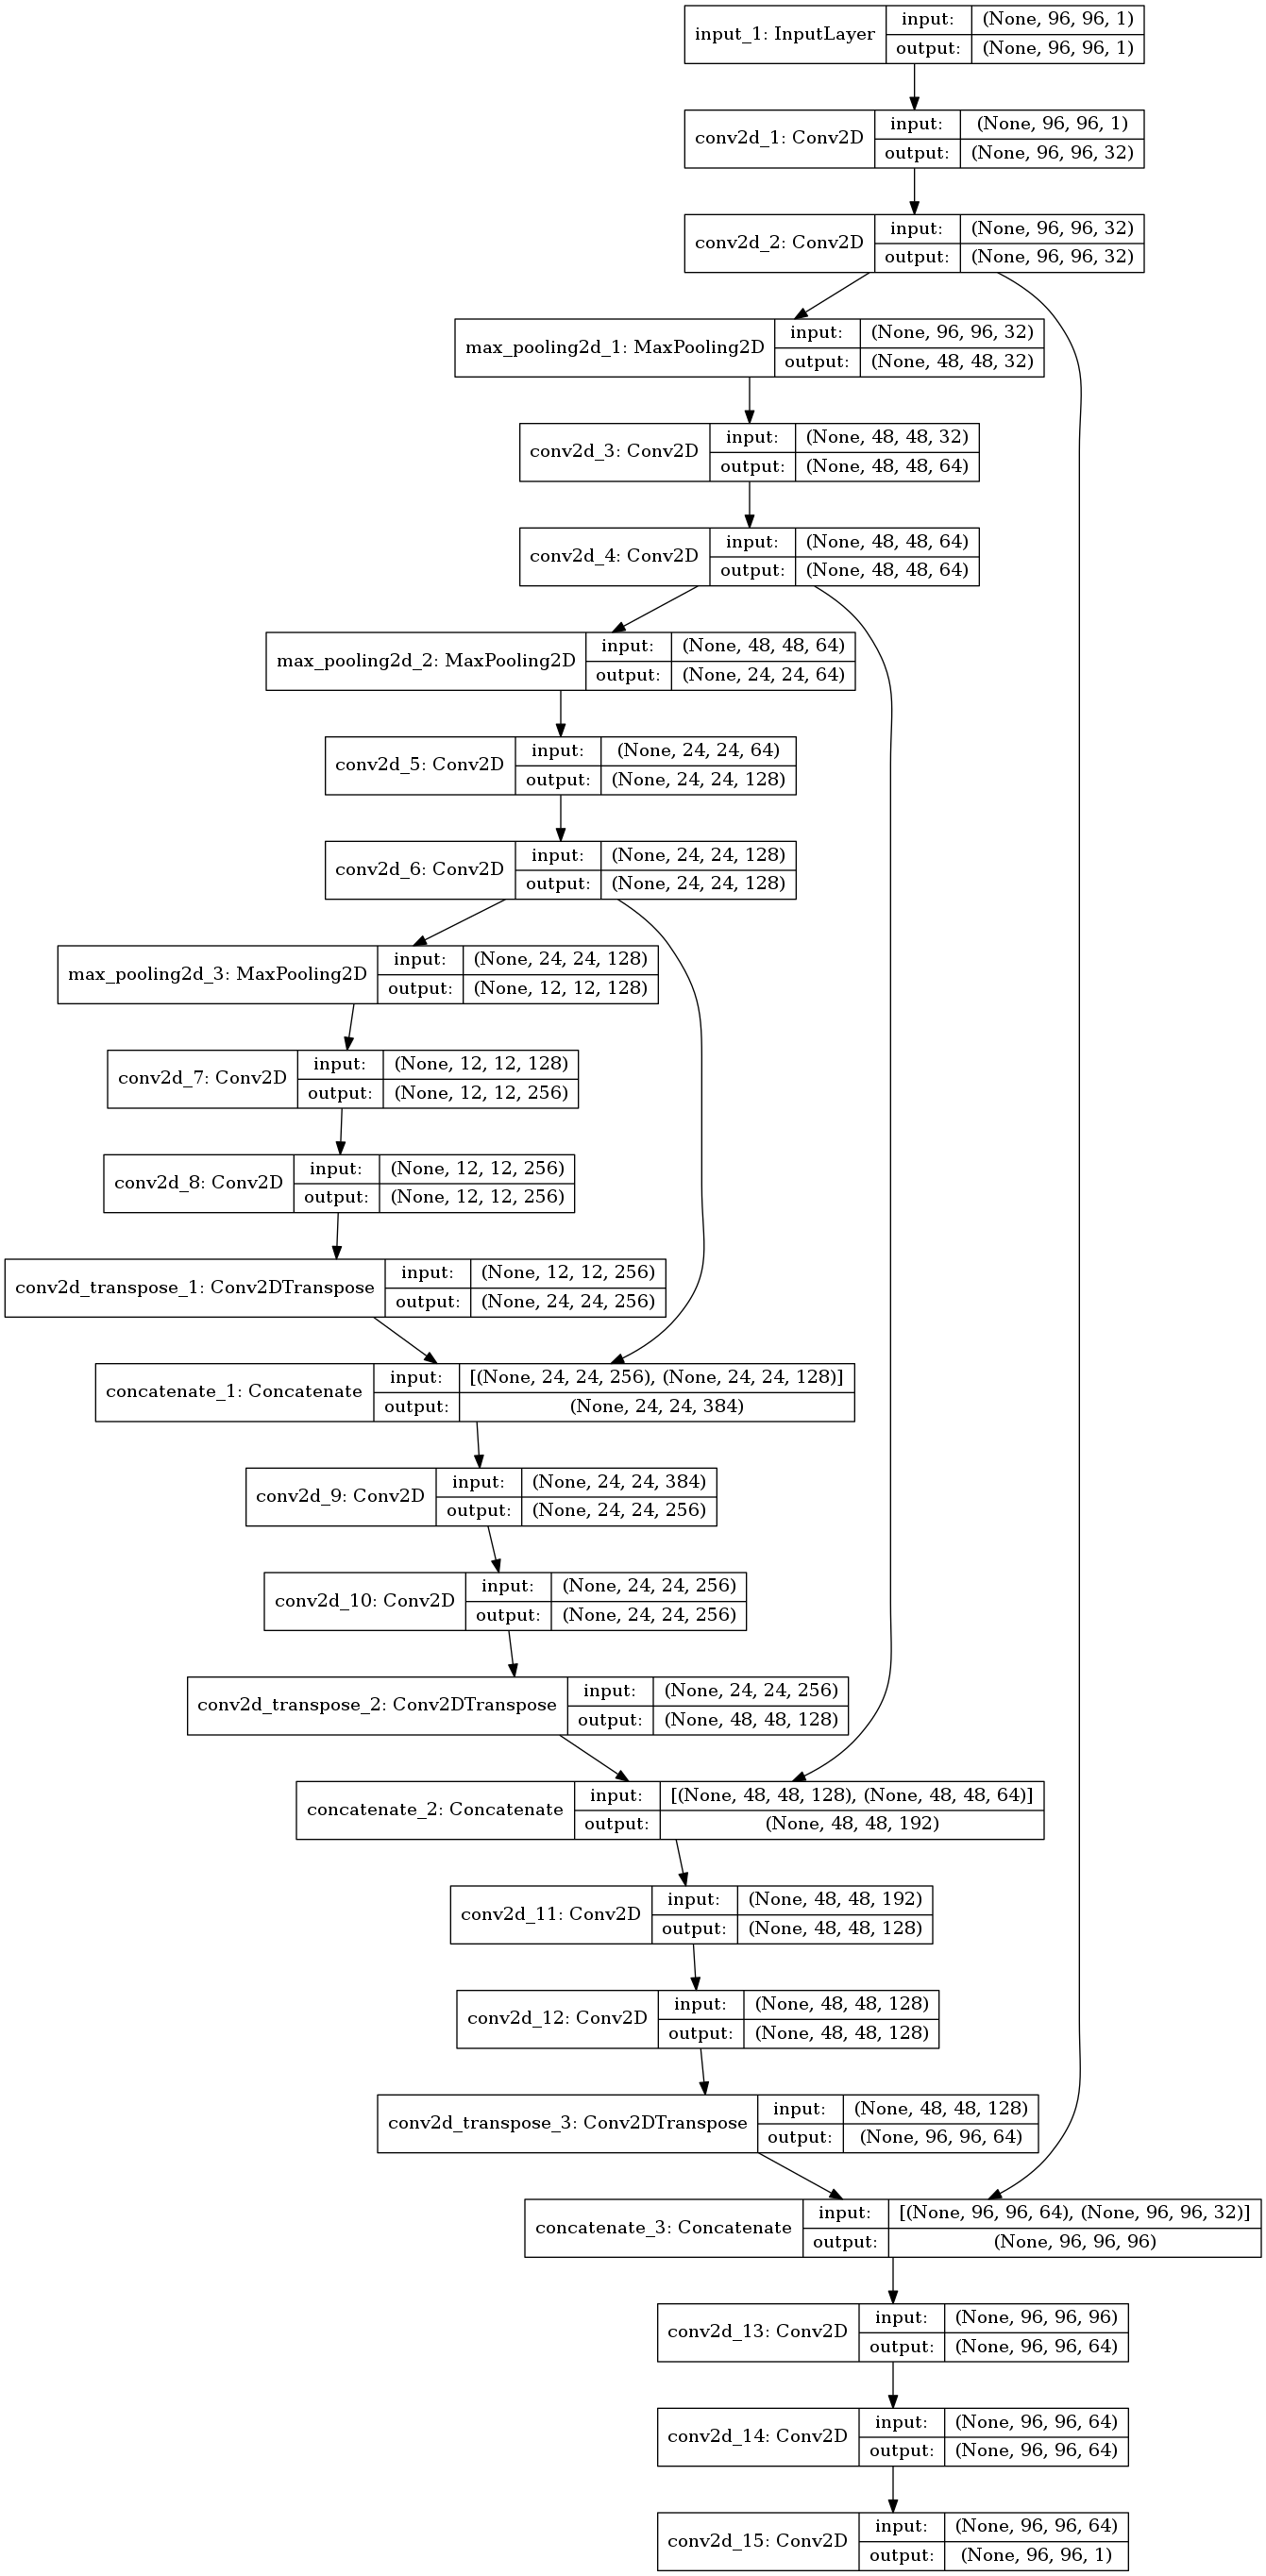 input_1: InputLayer
input: (None, 96, 96, 1)
output: (None, 96, 96, 1)
conv2d_1: Conv2D
input: (None, 96, 96, 1)
output: (None, 96, 96, 32)
conv2d_2: Conv2D
input: (None, 96, 96, 32)
output: (None, 96, 96, 32)
max_pooling2d_1: MaxPooling2D
input: (None, 96, 96, 32)
output: (None, 48, 48, 32)
conv2d_3: Conv2D
input: (None, 48, 48, 32)
output: (None, 48, 48, 64)
conv2d_4: Conv2D
input: (None, 48, 48, 64)
output: (None, 48, 48, 64)
max_pooling2d_2: MaxPooling2D
input: (None, 48, 48, 64)
output: (None, 24, 24, 64)
conv2d_5: Conv2D
input: (None, 24, 24, 64)
output: (None, 24, 24, 128)
conv2d_6: Conv2D
input: (None, 24, 24, 128)
output: (None, 24, 24, 128)
max_pooling2d_3: MaxPooling2D
input: (None, 24, 24, 128)
output: (None, 12, 12, 128)
conv2d_7: Conv2D
input: (None, 12, 12, 128)
output: (None, 12, 12, 256)
conv2d_8: Conv2D
input: (None, 12, 12, 256)
output: (None, 12, 12, 256)
conv2d_transpose_1: Conv2DTranspose
input: (None, 12, 12, 256)
output: (None, 24, 24, 256)
concatenate_1: Concatenate
input: [(None, 24, 24, 256), (None, 24, 24, 128)]
output: (None, 24, 24, 384)
conv2d_9: Conv2D
input: (None, 24, 24, 384)
output: (None, 24, 24, 256)
conv2d_10: Conv2D
input: (None, 24, 24, 256)
output: (None, 24, 24, 256)
conv2d_transpose_2: Conv2DTranspose
input: (None, 24, 24, 256)
output: (None, 48, 48, 128)
concatenate_2: Concatenate
input: [(None, 48, 48, 128), (None, 48, 48, 64)]
output: (None, 48, 48, 192)
conv2d_11: Conv2D
input: (None, 48, 48, 192)
output: (None, 48, 48, 128)
conv2d_12: Conv2D
input: (None, 48, 48, 128)
output: (None, 48, 48, 128)
conv2d_transpose_3: Conv2DTranspose
input: (None, 48, 48, 128)
output: (None, 96, 96, 64)
concatenate_3: Concatenate
input: [(None, 96, 96, 64), (None, 96, 96, 32)]
output: (None, 96, 96, 96)
conv2d_13: Conv2D
input: (None, 96, 96, 96)
output: (None, 96, 96, 64)
conv2d_14: Conv2D
input: (None, 96, 96, 64)
output: (None, 96, 96, 64)
conv2d_15: Conv2D
input: (None, 96, 96, 64)
output: (None, 96, 96, 1)